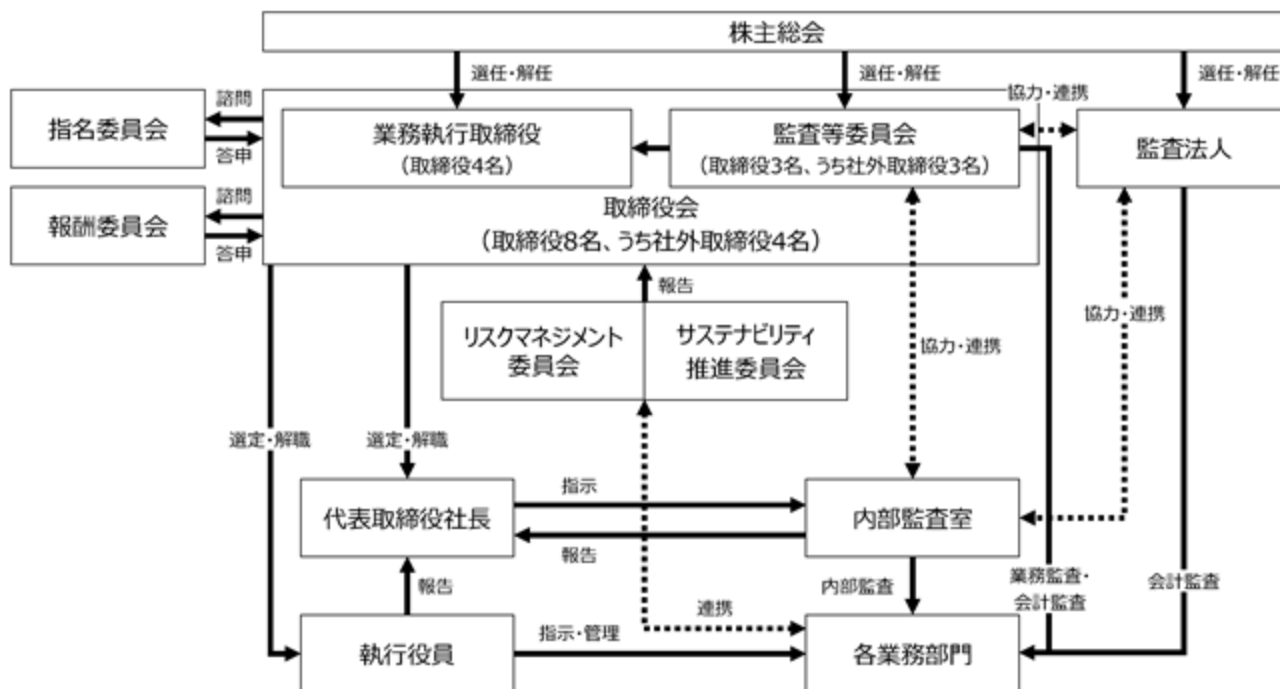 株主総会
選任・解任
選任・解任
選任・解任
協力・連携
指名委員会
諮問
答申
業務執行取締役
(取締役4名)
監査等委員会
(取締役3名、うち社外取締役3名)
監査法人
報酬委員会
諮問
答申
取締役会
(取締役8名、うち社外取締役4名)
報告
リスクマネジメント
委員会
サステナビリティ
推進委員会
協力・連携
協力・連携
選定・解職
選定・解職
代表取締役社長
指示
報告
内部監査室
報告
内部監査
業務監査・
会計監査
会計監査
連携
執行役員
指示・管理
各業務部門